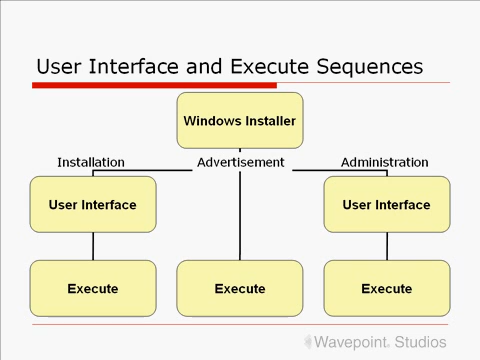 User Interface and Execute Sequences
Windows Installer
Installation Advertisement Administration
User Interface User Interface
Execute Execute Execute
Wavepoint Studios